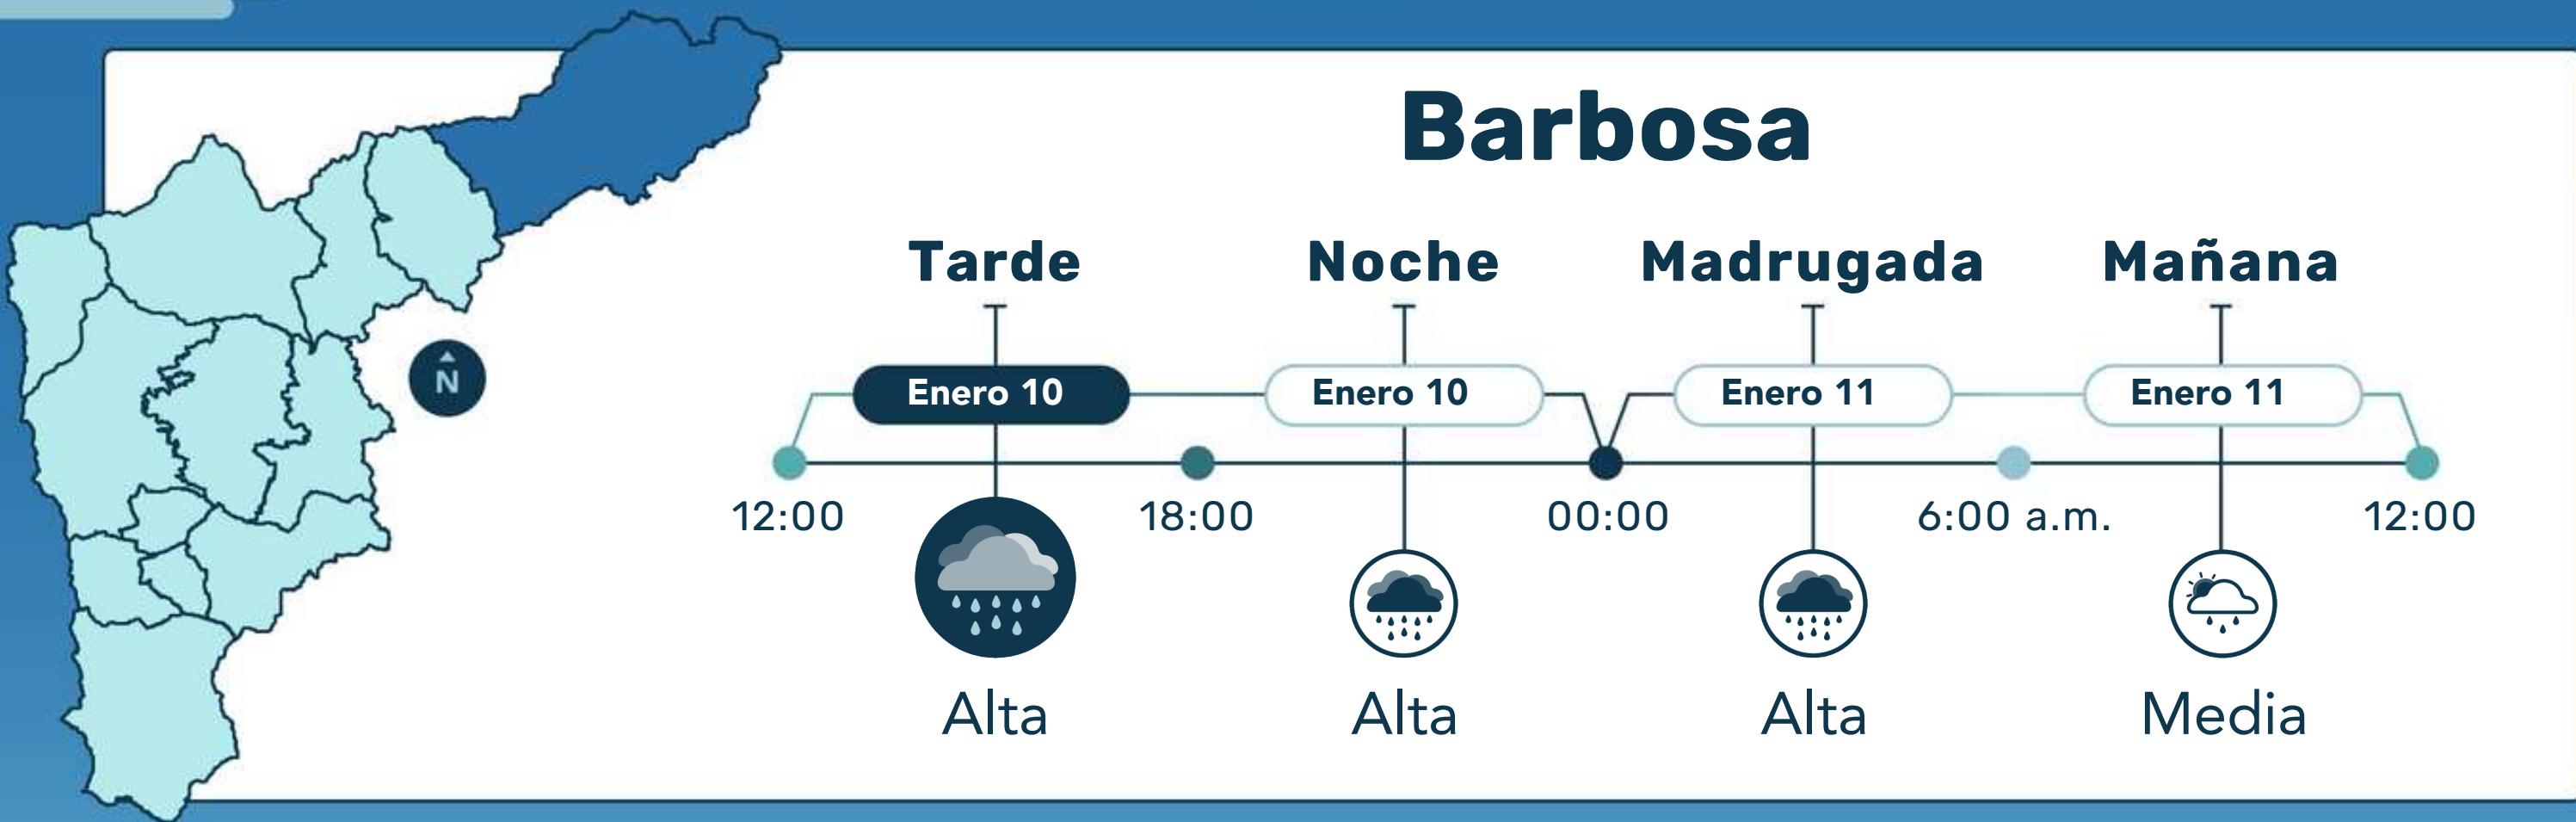 Barbosa
Tarde Noche Madrugada Mañana
N
Enero 10 Enero 10 Enero 11 Enero 11
12:00 18:00 00:00 6:00 a.m. 12:00
Alta Alta Alta Media